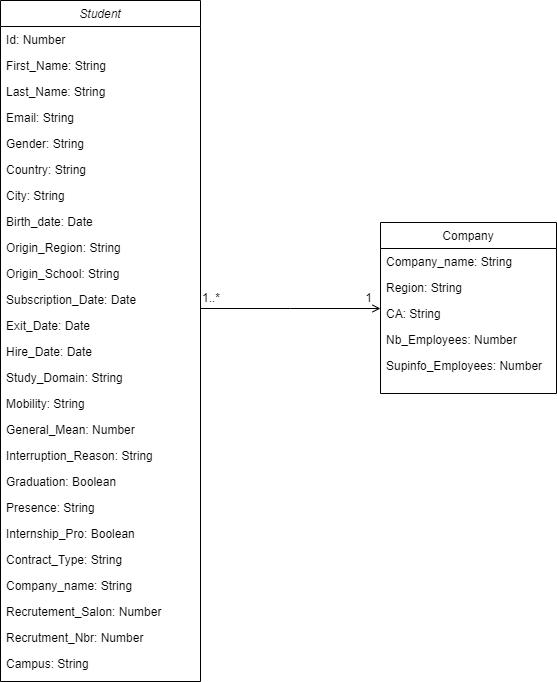 Student
Id: Number
First_Name: String
Last_Name: String
Email: String
Gender: String
Country: String
City: String
Birth_date: Date
Origin_Region: String
Origin_School: String
Subscription_Date: Date
Exit_Date: Date
Hire_Date: Date
Study_Domain: String
Mobility: String
General_Mean: Number
Interruption_Reason: String
Graduation: Boolean
Presence: String
Internship_Pro: Boolean
Contract_Type: String
Company_name: String
Recrutement_Salon: Number
Recrutment_Nbr: Number
Campus: String
1..*
1
Company
Company_name: String
Region: String
CA: String
Nb_Employees: Number
Supinfo_Employees: Number